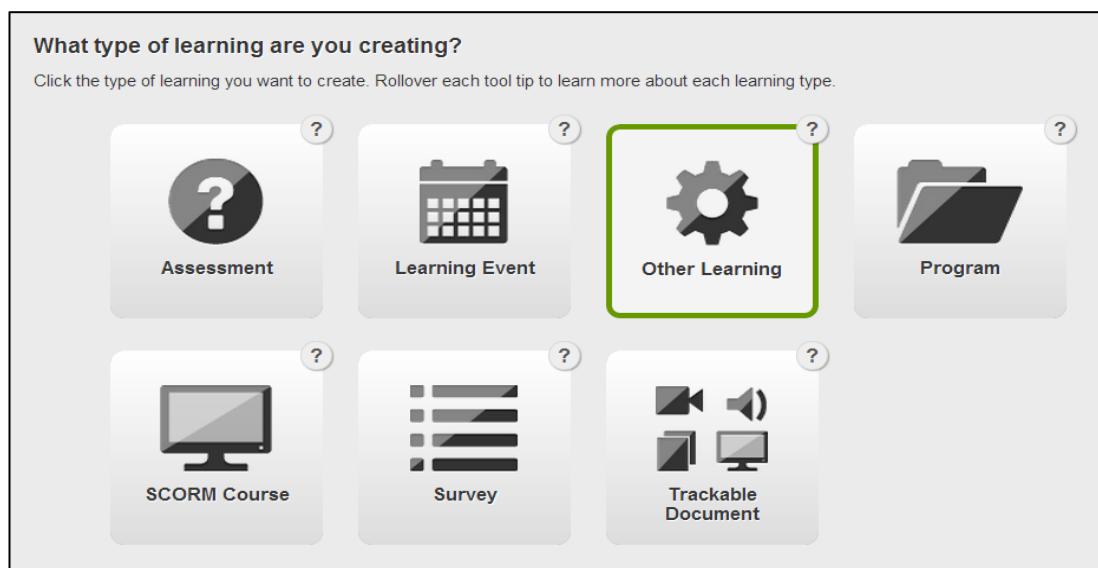 What type of learning are you creating?
Click the type of learning you want to create. Rollover each tool tip to learn more about each learning type.
?
?
?
?
?
Assessment
Learning Event
Other Learning
Program
?
?
?
SCORM Course
Survey
Trackable
Document